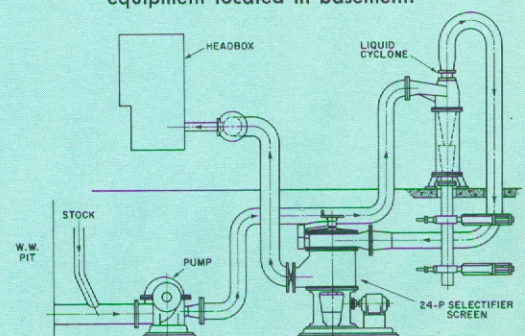 equipment located in basement.
HEADBOX
LIQUID
CYCLONE
STOCK
W.W.
PIT
PUMP
24-P SELECTIFIER
SCREEN